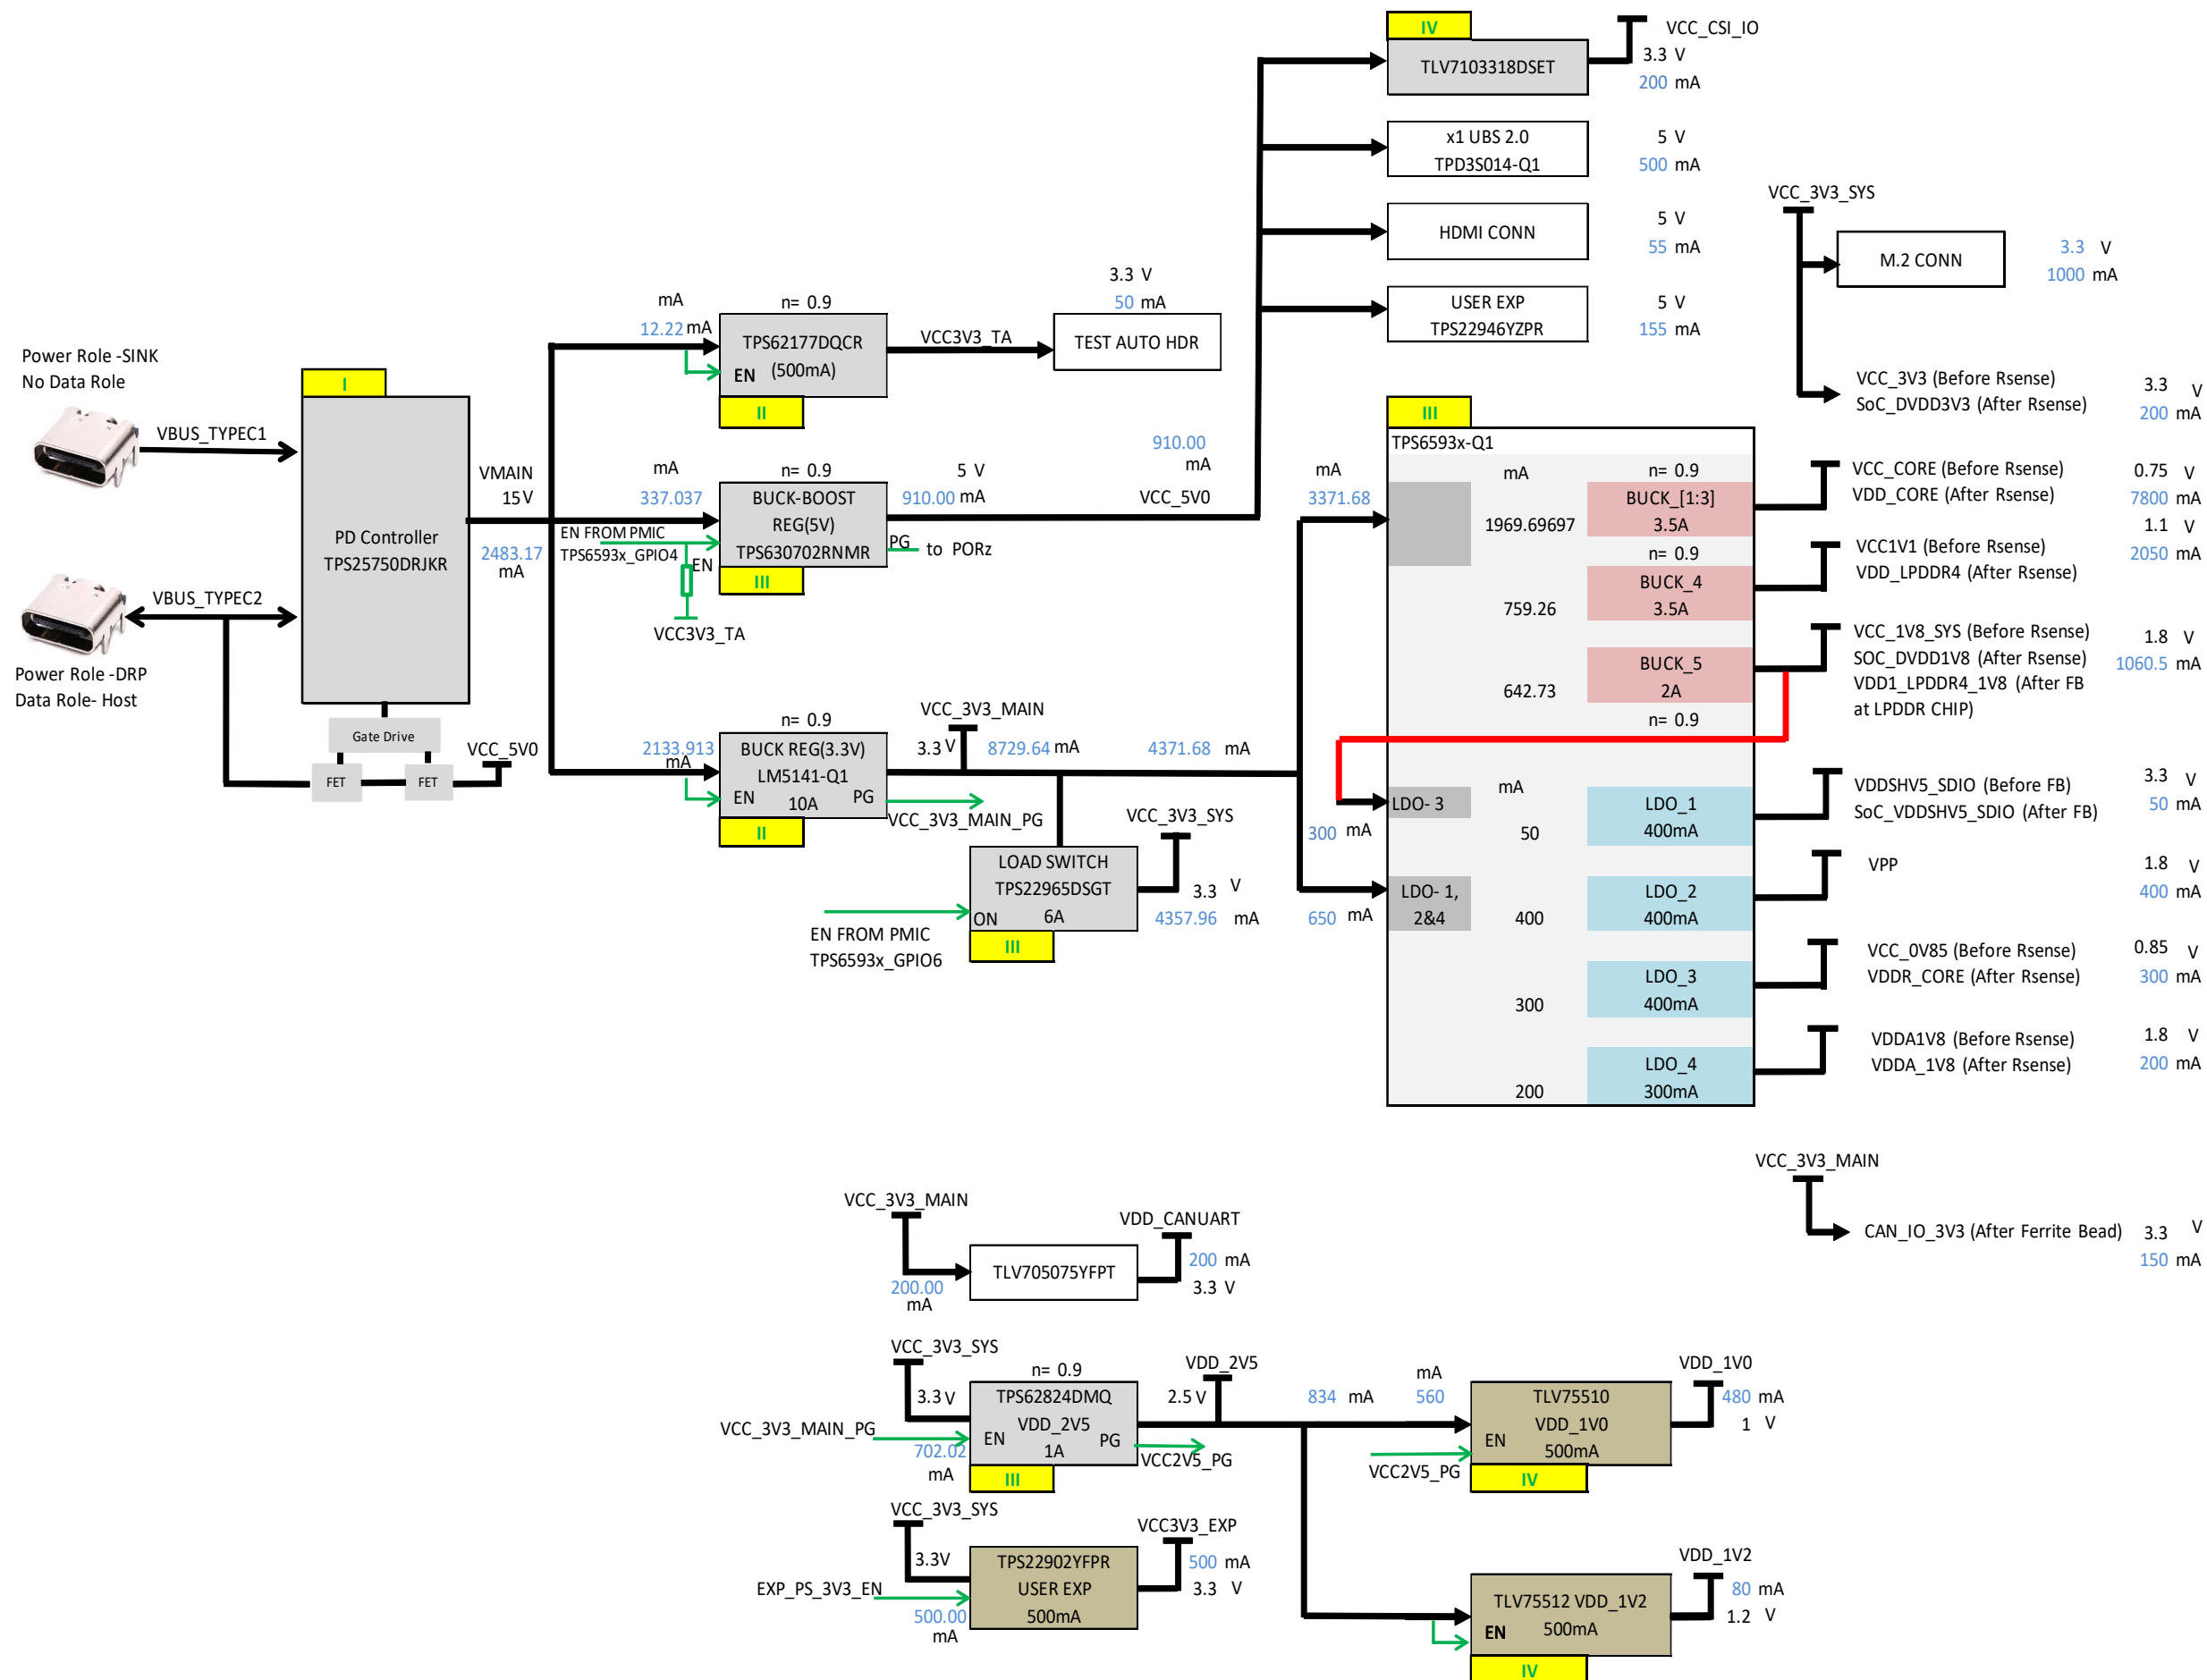 IV
TLV7103318DSET
VCC_CSI_IO
3.3 V
200 mA
x1 UBS 2.0
TPD3S014-Q1
5 V
500 mA
HDMI CONN
5 V
55 mA
USER EXP
TPS22946YZPR
5 V
155 mA
VCC_3V3_SYS
M.2 CONN
3.3 V
1000 mA
VCC_3V3 (Before Rsense)
SoC_DVDD3V3 (After Rsense)
3.3 V
200 mA
Power Role -SINK
No Data Role
VBUS_TYPEC1
VBUS_TYPEC2
Power Role -DRP
Data Role- Host
I
PD Controller
TPS25750DRJKR
Gate Drive
FET
FET
VCC_5V0
VMAIN
15V
2483.17
mA
mA
12.22 mA
n= 0.9
TPS62177DQCR
(500mA)
EN
II
VCC3V3_TA
3.3 V
50 mA
TEST AUTO HDR
mA
337.037
n= 0.9
BUCK-BOOST
REG(5V)
TPS630702RNMR
III
EN FROM PMIC
TPS6593x_GPIO4
EN
VCC3V3_TA
5 V
910.00 mA
PG
to PORz
910.00
mA
VCC_5V0
2133.913
mA
n= 0.9
BUCK REG(3.3V)
LM5141-Q1
10A
EN
PG
II
VCC_3V3_MAIN
3.3 V
8729.64 mA
4371.68 mA
VCC_3V3_MAIN_PG
VCC_3V3_SYS
LOAD SWITCH
TPS22965DSGT
6A
ON
III
3.3 V
4357.96 mA
EN FROM PMIC
TPS6593x_GPIO6
III
TPS6593x-Q1
mA
3371.68
mA
1969.69697
n= 0.9
BUCK_[1:3]
3.5A
n= 0.9
759.26
BUCK_4
3.5A
642.73
BUCK_5
2A
n= 0.9
VCC_CORE (Before Rsense)
VDD_CORE (After Rsense)
0.75 V
7800 mA
1.1 V
VCC1V1 (Before Rsense)
VDD_LPDDR4 (After Rsense)
2050 mA
VCC_1V8_SYS (Before Rsense)
SOC_DVDD1V8 (After Rsense)
VDD1_LPDDR4_1V8 (After FB
at LPDDR CHIP)
1.8 V
1060.5 mA
LDO- 3
300 mA
mA
50
LDO_1
400mA
VDDSHV5_SDIO (Before FB)
SoC_VDDSHV5_SDIO (After FB)
3.3 V
50 mA
LDO- 1,
2&4
650 mA
400
LDO_2
400mA
VPP
1.8 V
400 mA
300
LDO_3
400mA
VCC_0V85 (Before Rsense)
VDDR_CORE (After Rsense)
0.85 V
300 mA
200
LDO_4
300mA
VDDA1V8 (Before Rsense)
VDDA_1V8 (After Rsense)
1.8 V
200 mA
VCC_3V3_MAIN
CAN_IO_3V3 (After Ferrite Bead)
3.3 V
150 mA
VCC_3V3_MAIN
200.00
mA
TLV705075YFPT
VDD_CANUART
200 mA
3.3 V
VCC_3V3_SYS
3.3 V
n= 0.9
TPS62824DMQ
VDD_2V5
1A
EN
PG
III
VCC_3V3_MAIN_PG
702.02
mA
VDD_2V5
2.5 V
VCC2V5_PG
834 mA
mA
560
TLV75510
VDD_1V0
500mA
EN
IV
VCC2V5_PG
VDD_1V0
480 mA
1 V
VCC_3V3_SYS
3.3V
TPS22902YFPR
USER EXP
500mA
EXP_PS_3V3_EN
500.00
mA
VCC3V3_EXP
500 mA
3.3 V
TLV75512 VDD_1V2
500mA
EN
IV
VDD_1V2
80 mA
1.2 V